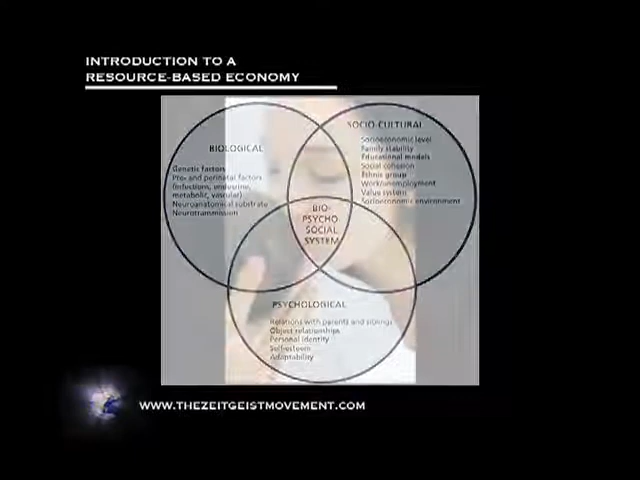 INTRODUCTION TO A
RESOURCE-BASED ECONOMY
BIOLOGICAL
Genetic factors
Pre- and perinatal factors
(infections, endocrine,
metabolic, vascular)
Neuroanatomical substrate
Neurotransmission
SOCIO-CULTURAL
Socioeconomic level
Family stability
Educational models
Social cohesion
Ethnic group
Work/unemployment
Value system
Socioeconomic environment
BIO-
PSYCHO-
SOCIAL
SYSTEM
PSYCHOLOGICAL
Relations with parents and siblings
Object relationships
Personal identity
Self-esteem
Adaptability
WWW.THEZEITGEISTMOVEMENT.COM